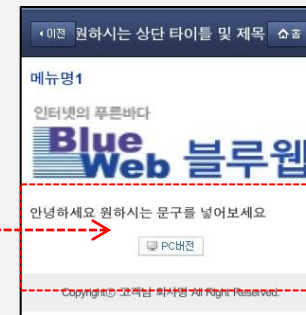 이전 원하시는 상단 타이틀 및 제목 홈
메뉴명1
인터넷의 푸른바다
Blue
Web 블루웹
안녕하세요 원하시는 문구를 넣어보세요
PC버전
Copyrightⓒ 고객님 회사명 All Right Reserved.